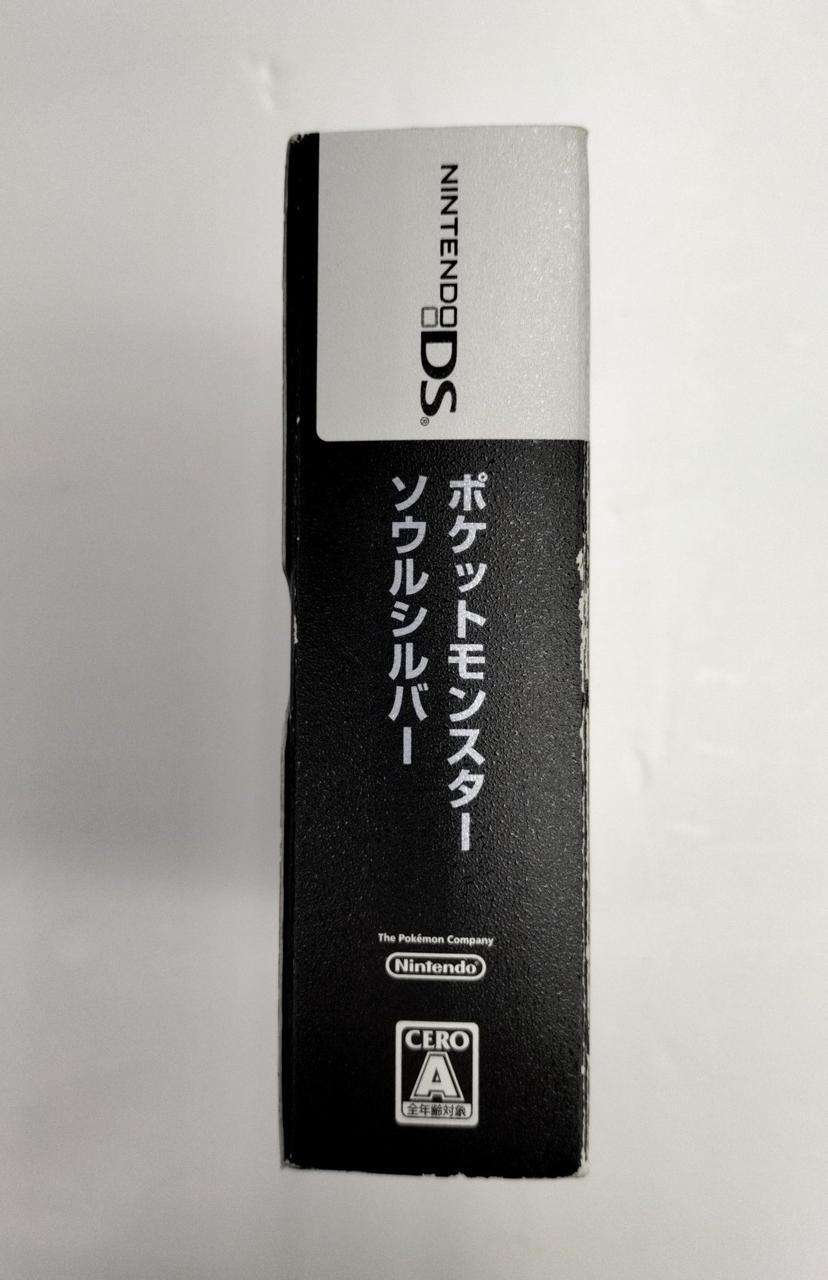 NINTENDO DS®
ポケットモンスター
ソウルシルバー
The Pokémon Company
Nintendo®
CERO
A
全年齢対象